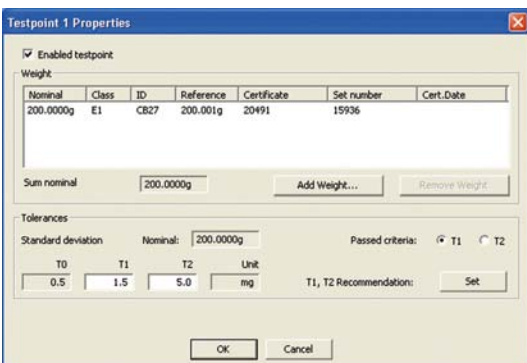 Testpoint 1 Properties
Enabled testpoint
Weight
Nominal Class ID Reference Certificate Set number Cert.Date
200.0000g E1 CB27 200.001g 20491 15936
Sum nominal 200.0000g Add Weight... Remove Weight
Tolerances
Standard deviation Nominal: 200.0000g Passed criteria: T1 T2
T0 T1 T2 Unit
0.5 1.5 5.0 mg T1, T2 Recommendation: Set
OK Cancel